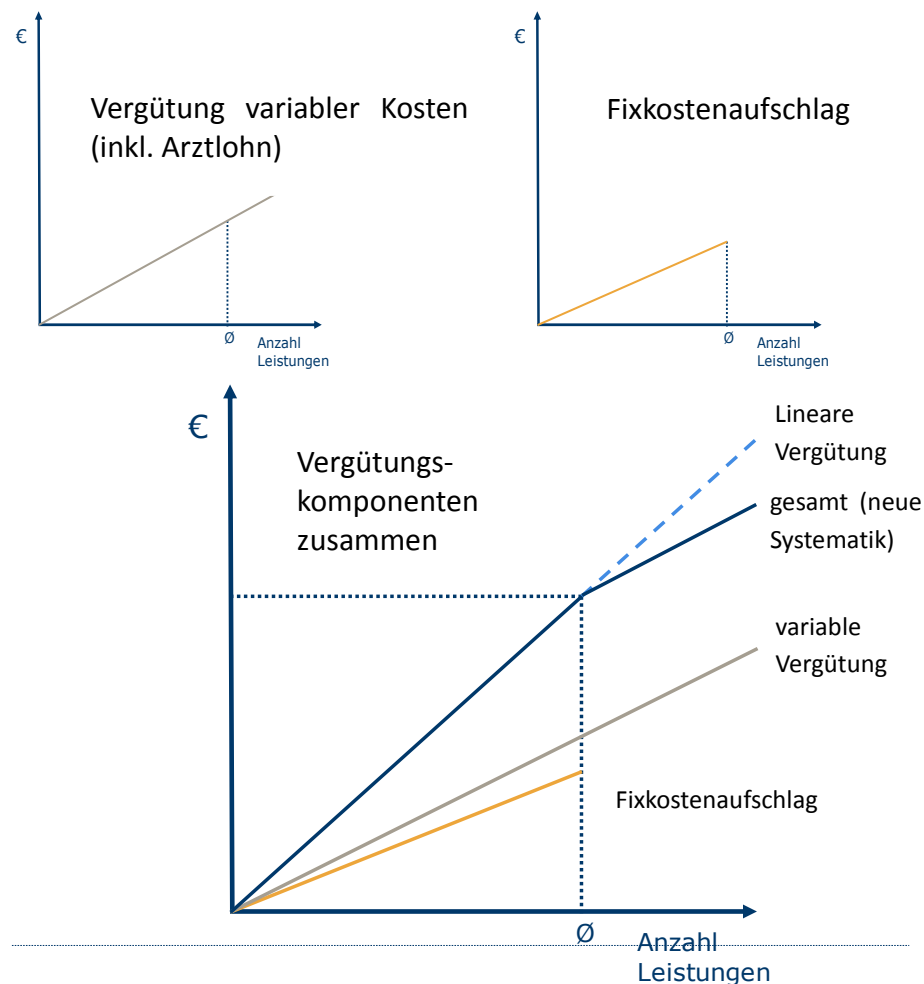 €
Vergütung variabler Kosten
(inkl. Arztlohn)
Ø
Anzahl
Leistungen
€
Fixkostenaufschlag
Ø
Anzahl
Leistungen
€
Vergütungs-
komponenten
zusammen
Lineare
Vergütung
gesamt (neue
Systematik)
variable
Vergütung
Fixkostenaufschlag
Ø
Anzahl
Leistungen